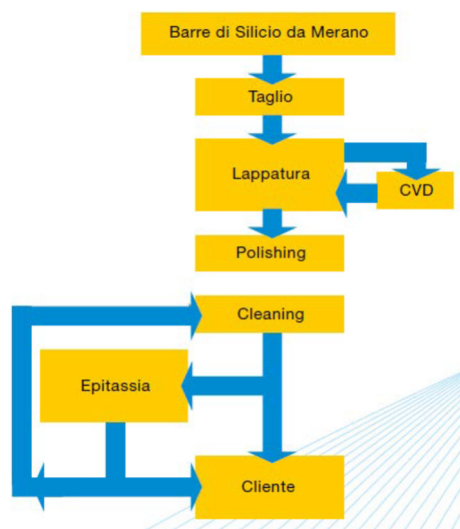 Barre di Silicio da Merano
Taglio
Lappatura
CVD
Polishing
Cleaning
Epitassia
Cliente